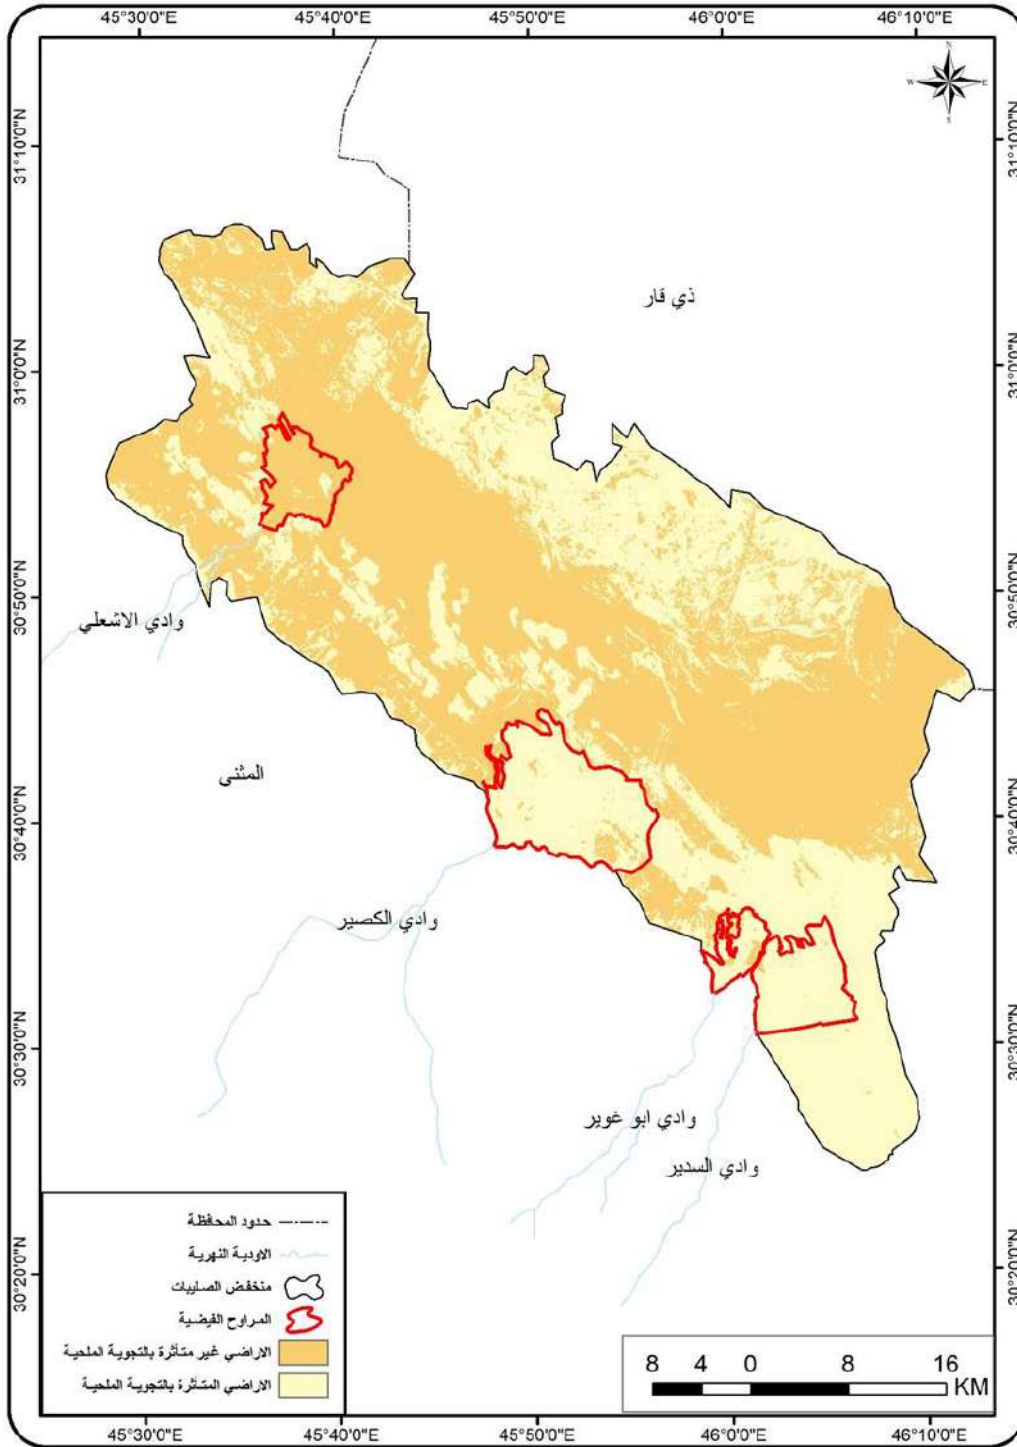 45°30'0"E 45°40'0"E 45°50'0"E 46°0'0"E 46°10'0"E
N
W E
S
31°10'0"N 31°10'0"N
ذي قار
31°0'0"N 31°0'0"N
30°50'0"N 30°50'0"N
وادي الاشعلي
المثنى
30°40'0"N 30°40'0"N
وادي الكصير
30°30'0"N 30°30'0"N
وادي ابو غوير
وادي السدير
30°20'0"N 30°20'0"N
حدود المحافظة
الاودية النهرية
منخفض الصليبات
المراوح الفيضية
الاراضي غير متأثرة بالتجوية الملحية
الاراضي المتأثرة بالتجوية الملحية
8 4 0 8 16
KM
45°30'0"E 45°40'0"E 45°50'0"E 46°0'0"E 46°10'0"E